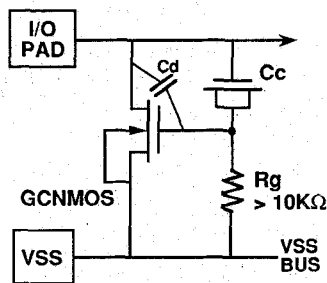 I/O
PAD
Cd
Cc
GCNMOS
Rg
> 10KΩ
VSS
VSS
BUS